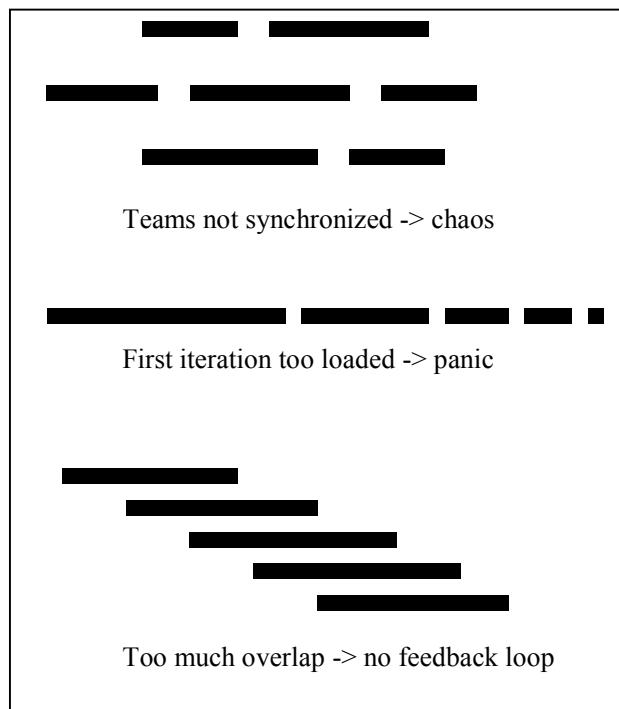 Teams not synchronized -> chaos
First iteration too loaded -> panic
Too much overlap -> no feedback loop